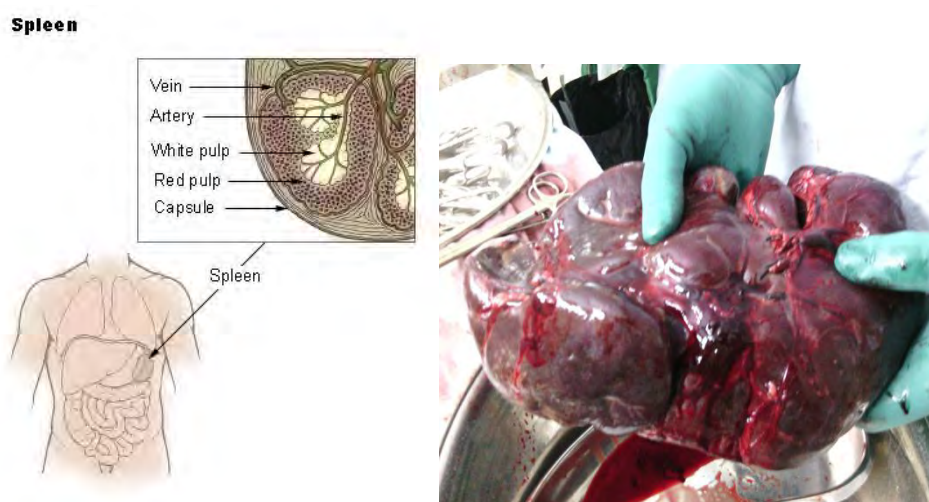 Spleen
Vein
Artery
White pulp
Red pulp
Capsule
Spleen